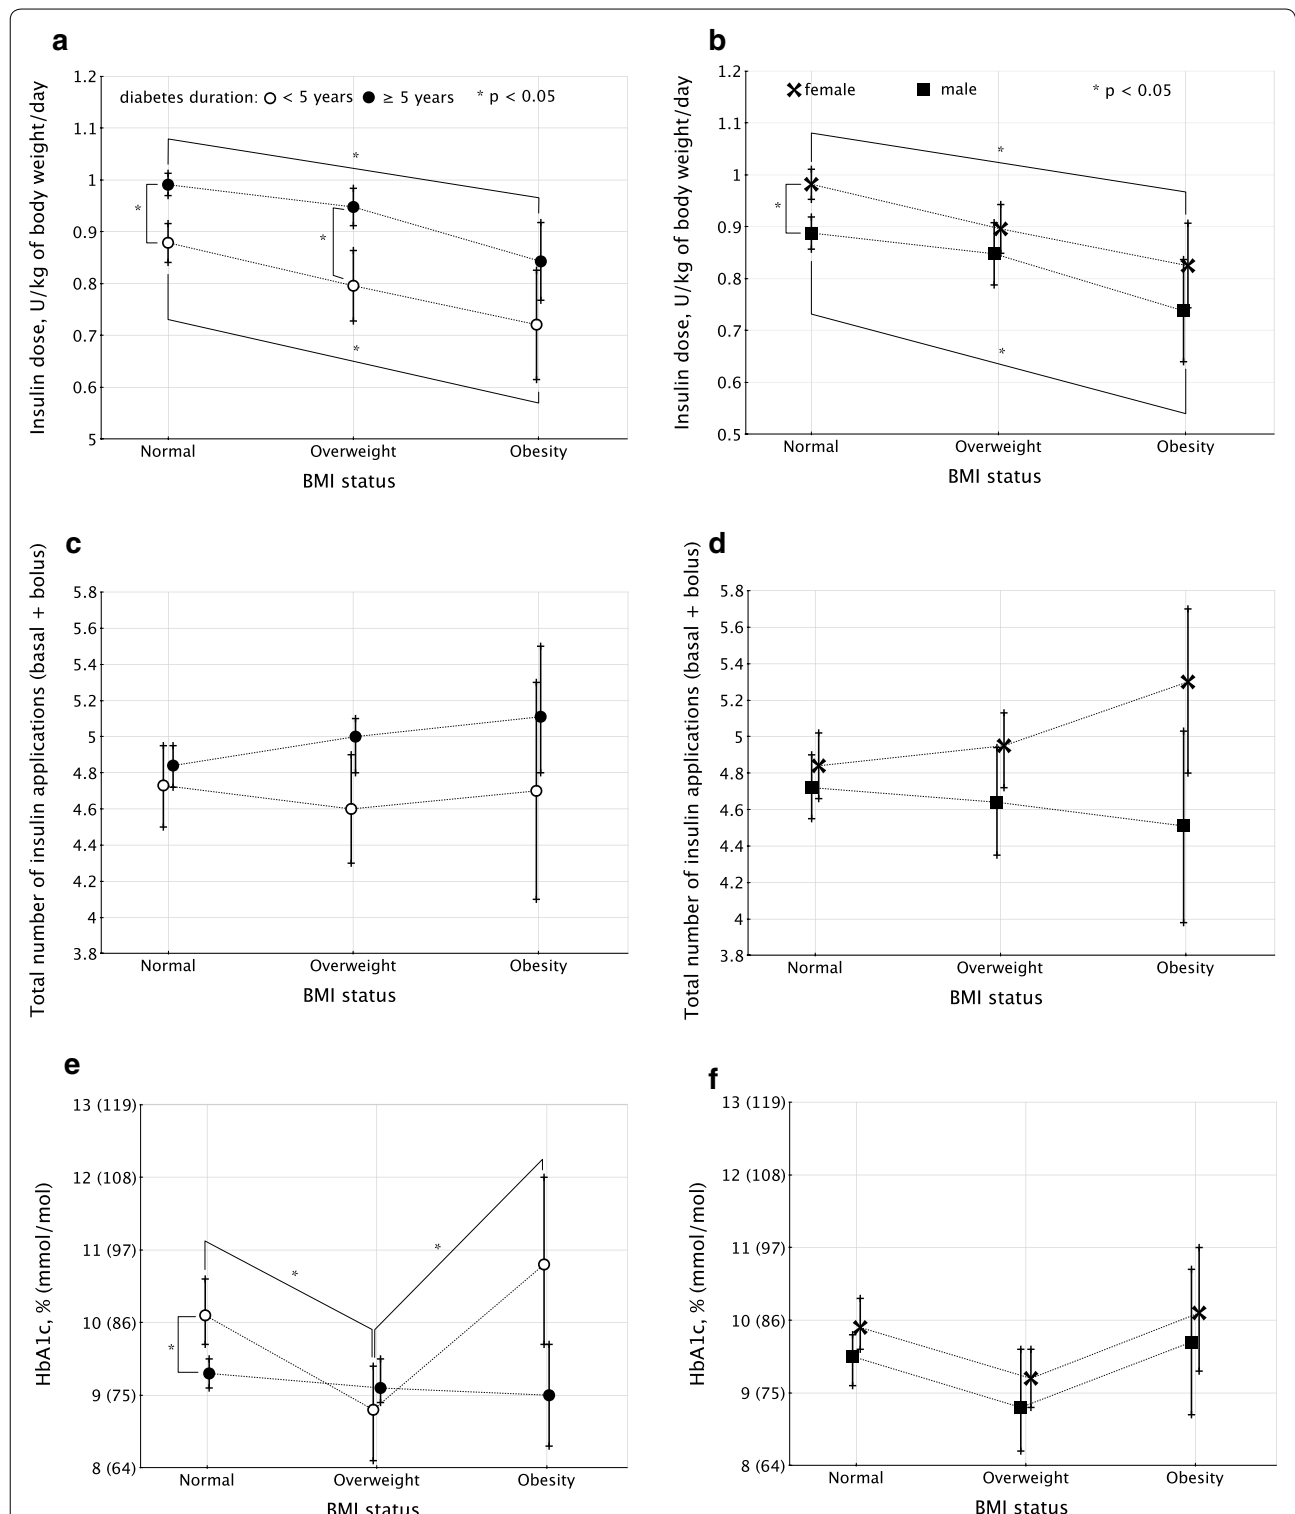 a
Insulin dose, U/kg of body weight/day
diabetes duration: < 5 years ≥ 5 years * p < 0.05
1.2
1.1
1
0.9
0.8
0.7
0.6
5
*
*
*
*
Normal Overweight Obesity
BMI status
b
Insulin dose, U/kg of body weight/day
female male * p < 0.05
1.2
1.1
1
0.9
0.8
0.7
0.6
0.5
*
*
*
Normal Overweight Obesity
BMI status
c
Total number of insulin applications (basal + bolus)
5.8
5.6
5.4
5.2
5
4.8
4.6
4.4
4.2
4
3.8
Normal Overweight Obesity
BMI status
d
Total number of insulin applications (basal + bolus)
5.8
5.6
5.4
5.2
5
4.8
4.6
4.4
4.2
4
3.8
Normal Overweight Obesity
BMI status
e
HbA1c, % (mmol/mol)
13 (119)
12 (108)
11 (97)
10 (86)
9 (75)
8 (64)
*
*
*
Normal Overweight Obesity
BMI status
f
HbA1c, % (mmol/mol)
13 (119)
12 (108)
11 (97)
10 (86)
9 (75)
8 (64)
Normal Overweight Obesity
BMI status